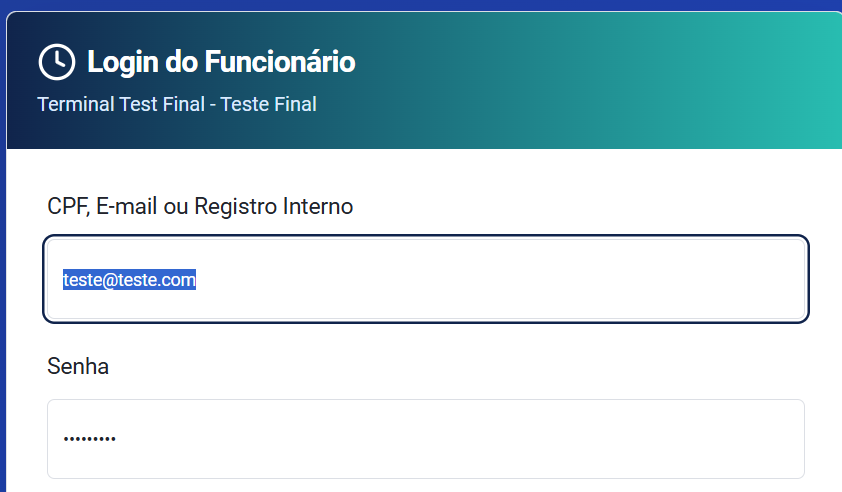 Login do Funcionário
Terminal Test Final - Teste Final
CPF, E-mail ou Registro Interno
teste@teste.com
Senha
•••••••••